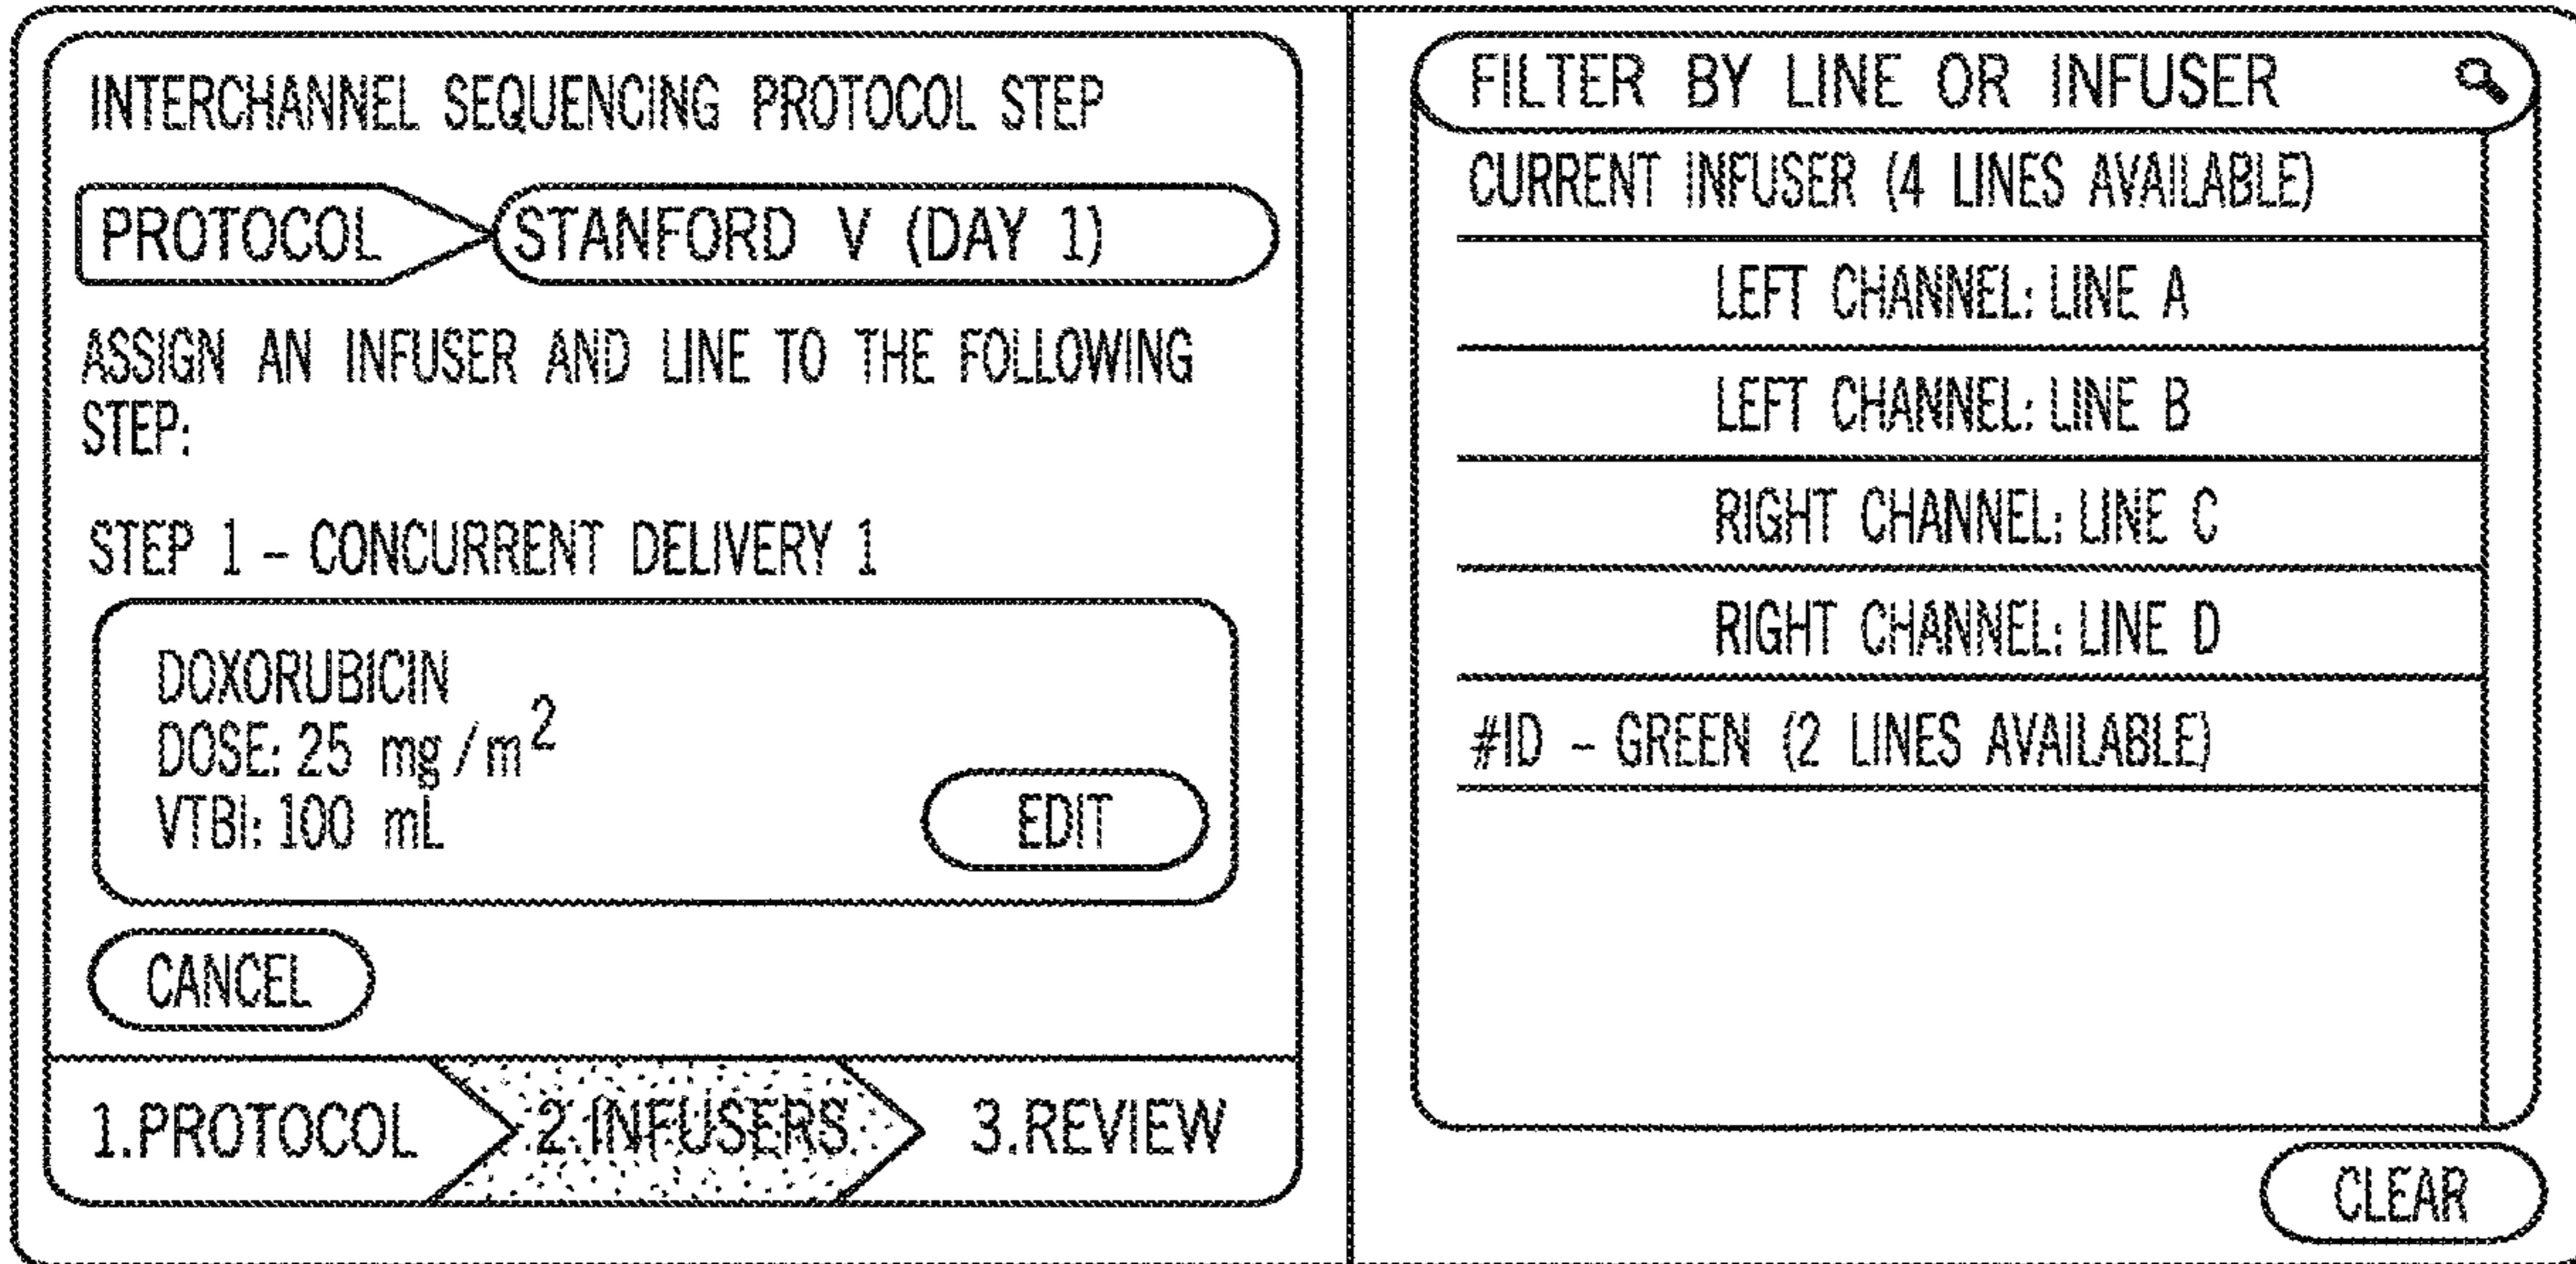 INTERCHANNEL SEQUENCING PROTOCOL STEP
PROTOCOL STANFORD V (DAY 1)
ASSIGN AN INFUSER AND LINE TO THE FOLLOWING
STEP:
STEP 1 – CONCURRENT DELIVERY 1
DOXORUBICIN
DOSE: 25 mg/m²
VTBI: 100 mL
EDIT
CANCEL
1.PROTOCOL 2.INFUSERS 3.REVIEW
FILTER BY LINE OR INFUSER
CURRENT INFUSER (4 LINES AVAILABLE)
LEFT CHANNEL: LINE A
LEFT CHANNEL: LINE B
RIGHT CHANNEL: LINE C
RIGHT CHANNEL: LINE D
#ID – GREEN (2 LINES AVAILABLE)
CLEAR